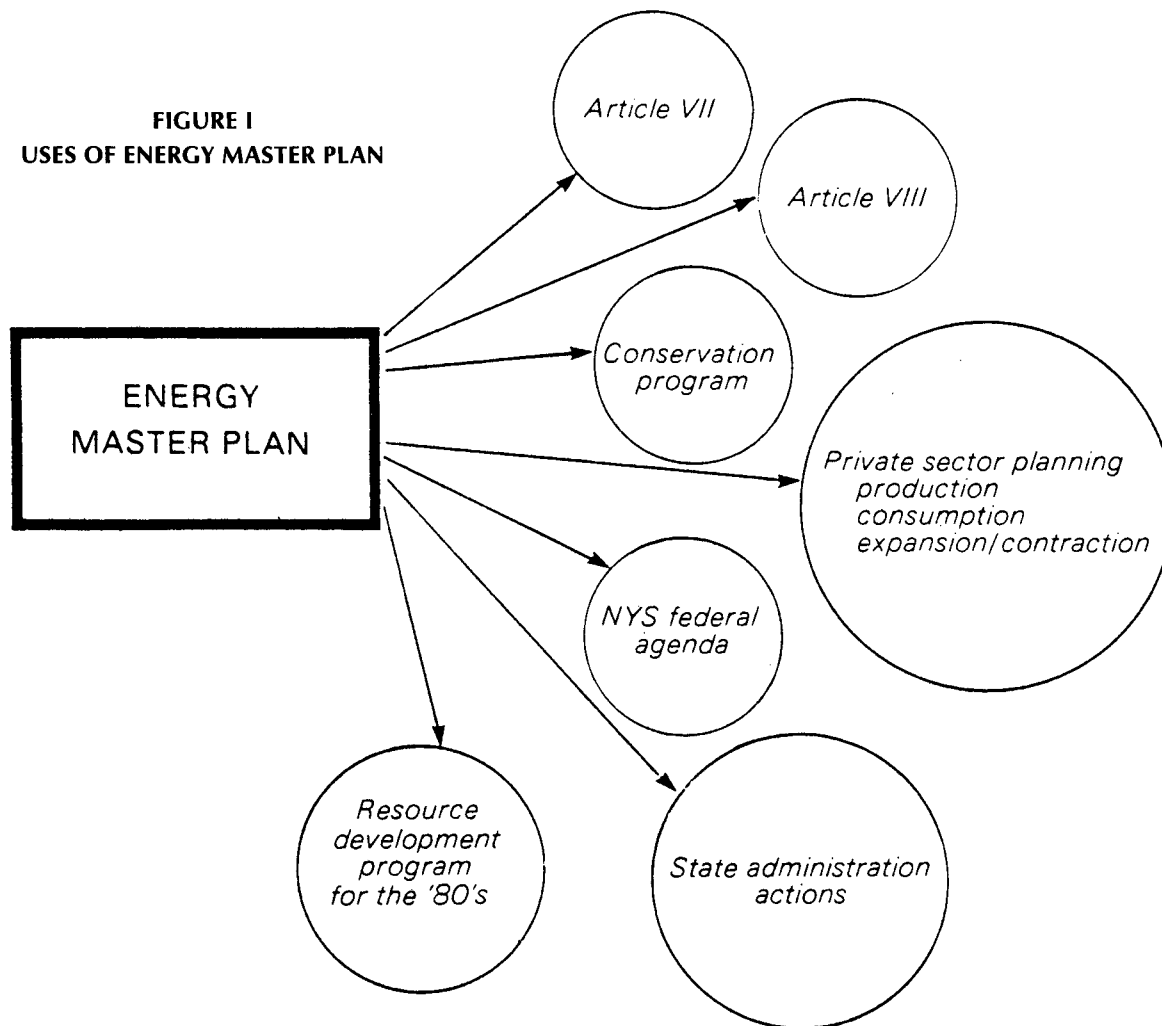 FIGURE I
USES OF ENERGY MASTER PLAN
Article VII
Article VIII
Conservation
program
ENERGY
MASTER PLAN
Private sector planning
production
consumption
expansion/contraction
NYS federal
agenda
Resource
development
program
for the '80's
State administration
actions